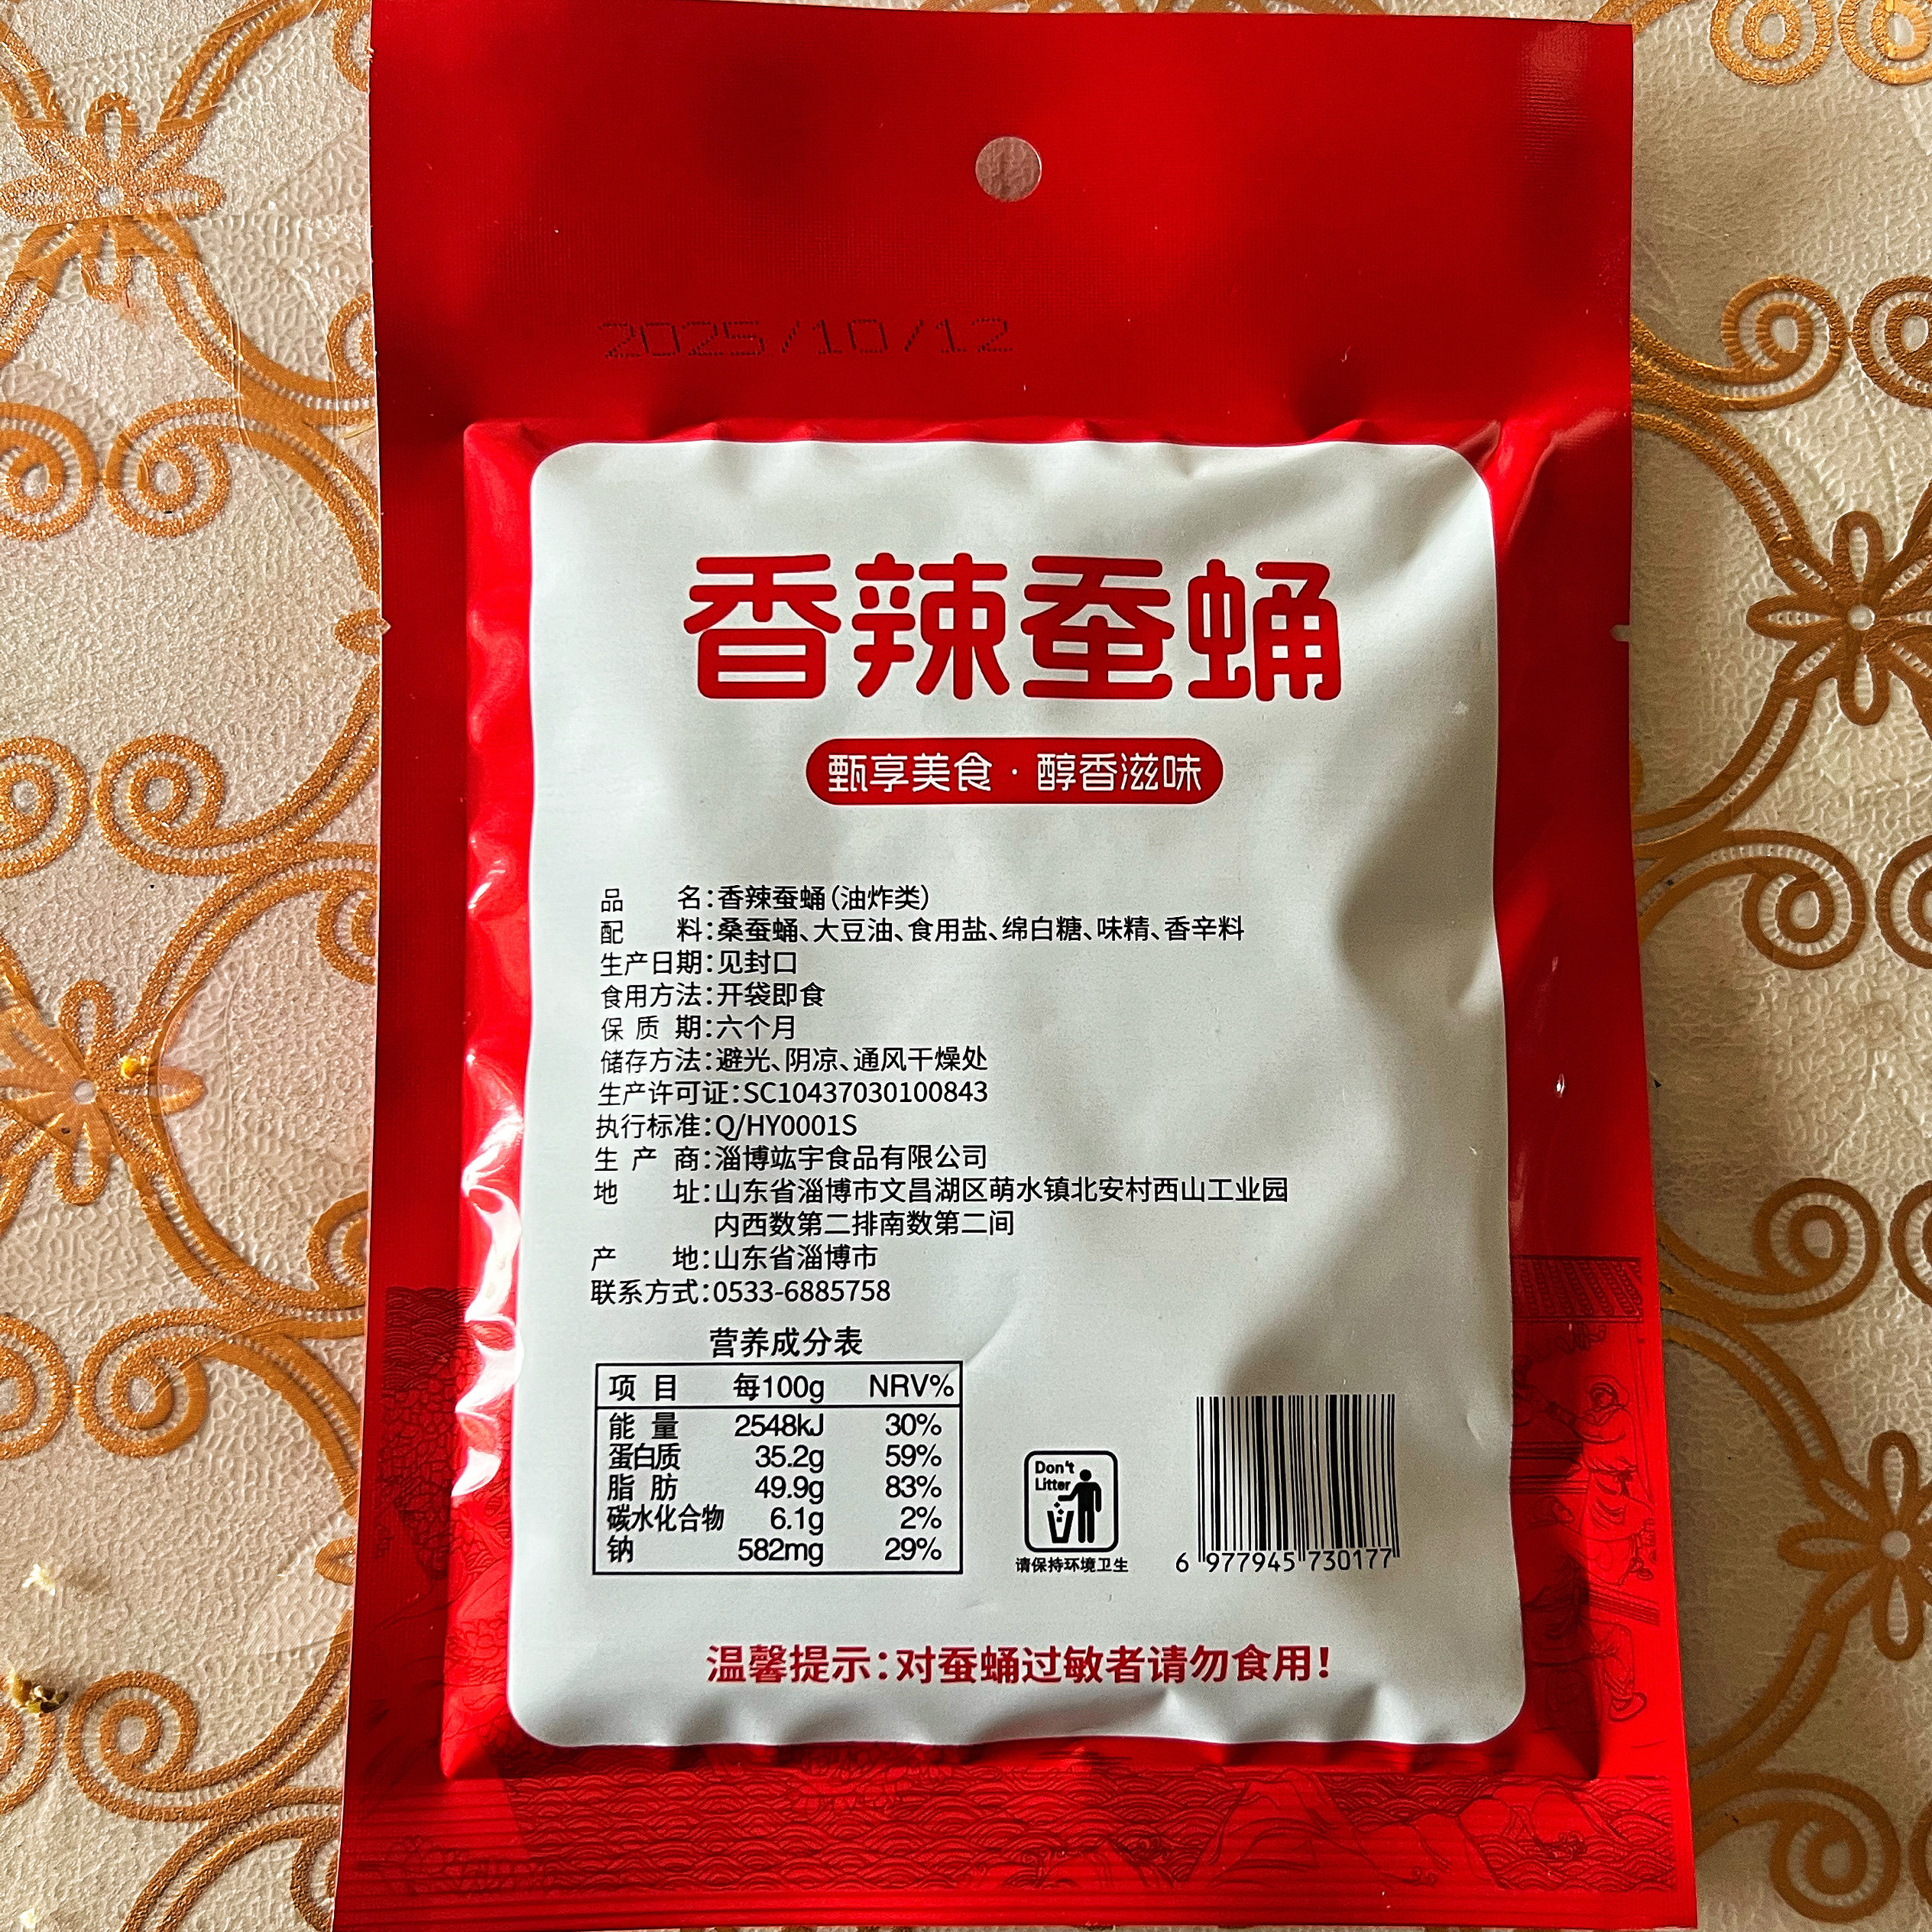 2025/10/12
香辣蚕蛹
甄享美食·醇香滋味
品 名:香辣蚕蛹(油炸类)
配 料:桑蚕蛹、大豆油、食用盐、绵白糖、味精、香辛料
生产日期:见封口
食用方法:开袋即食
保 质 期:六个月
储存方法:避光、阴凉、通风干燥处
生产许可证:SC10437030100843
执行标准:Q/HY0001S
生 产 商:淄博竑宇食品有限公司
地 址:山东省淄博市文昌湖区萌水镇北安村西山工业园
内西数第二排南数第二间
产 地:山东省淄博市
联系方式:0533-6885758
营养成分表
项 目 每100g NRV%
能 量 2548kJ 30%
蛋白质 35.2g 59%
脂 肪 49.9g 83%
碳水化合物 6.1g 2%
钠 582mg 29%
Don't
Litter
请保持环境卫生
6 977945 730177
温馨提示:对蚕蛹过敏者请勿食用!